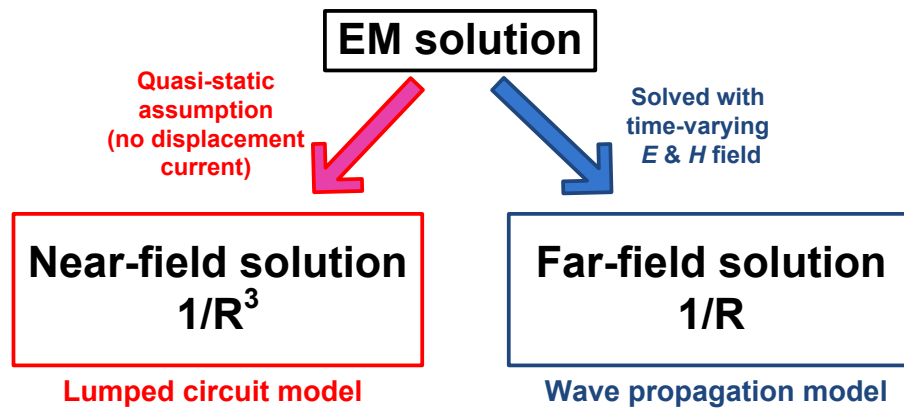 EM solution
Quasi-static
assumption
(no displacement
current)
Solved with
time-varying
E & H field
Near-field solution
1/R³
Far-field solution
1/R
Lumped circuit model
Wave propagation model